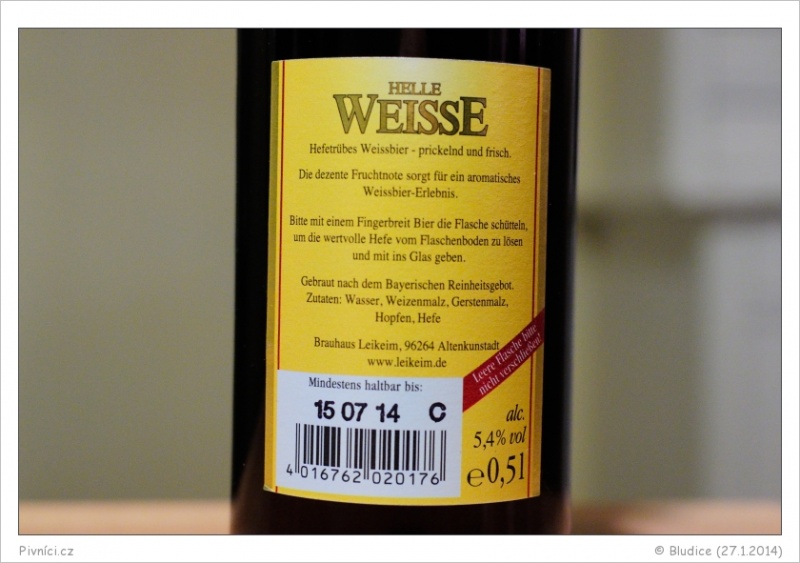 HELLE
WEISSE
Hefetrübes Weissbier - prickelnd und frisch.
Die dezente Fruchtnote sorgt für ein aromatisches
Weissbier-Erlebnis.
Bitte mit einem Fingerbreit Bier die Flasche schütteln,
um die wertvolle Hefe vom Flaschenboden zu lösen
und mit ins Glas geben.
Gebraut nach dem Bayerischen Reinheitsgebot.
Zutaten: Wasser, Weizenmalz, Gerstenmalz,
Hopfen, Hefe
Brauhaus Leikeim, 96264 Altenkunstadt
www.leikeim.de
Leere Flasche bitte
nicht verschließen!
Mindestens haltbar bis:
15 07 14 C
4 016762 020176
alc.
5,4% vol
e 0,5l
Pivníci.cz
© Bludice (27.1.2014)